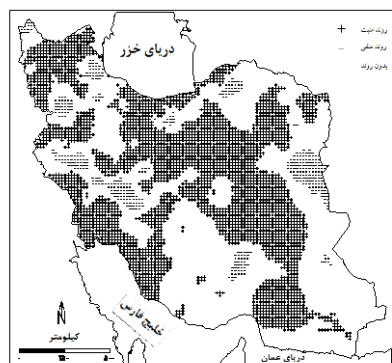 دریای خزر
روند مثبت
روند منفی
بدون روند
خلیج فارس
N
کیلومتر
دریای عمان